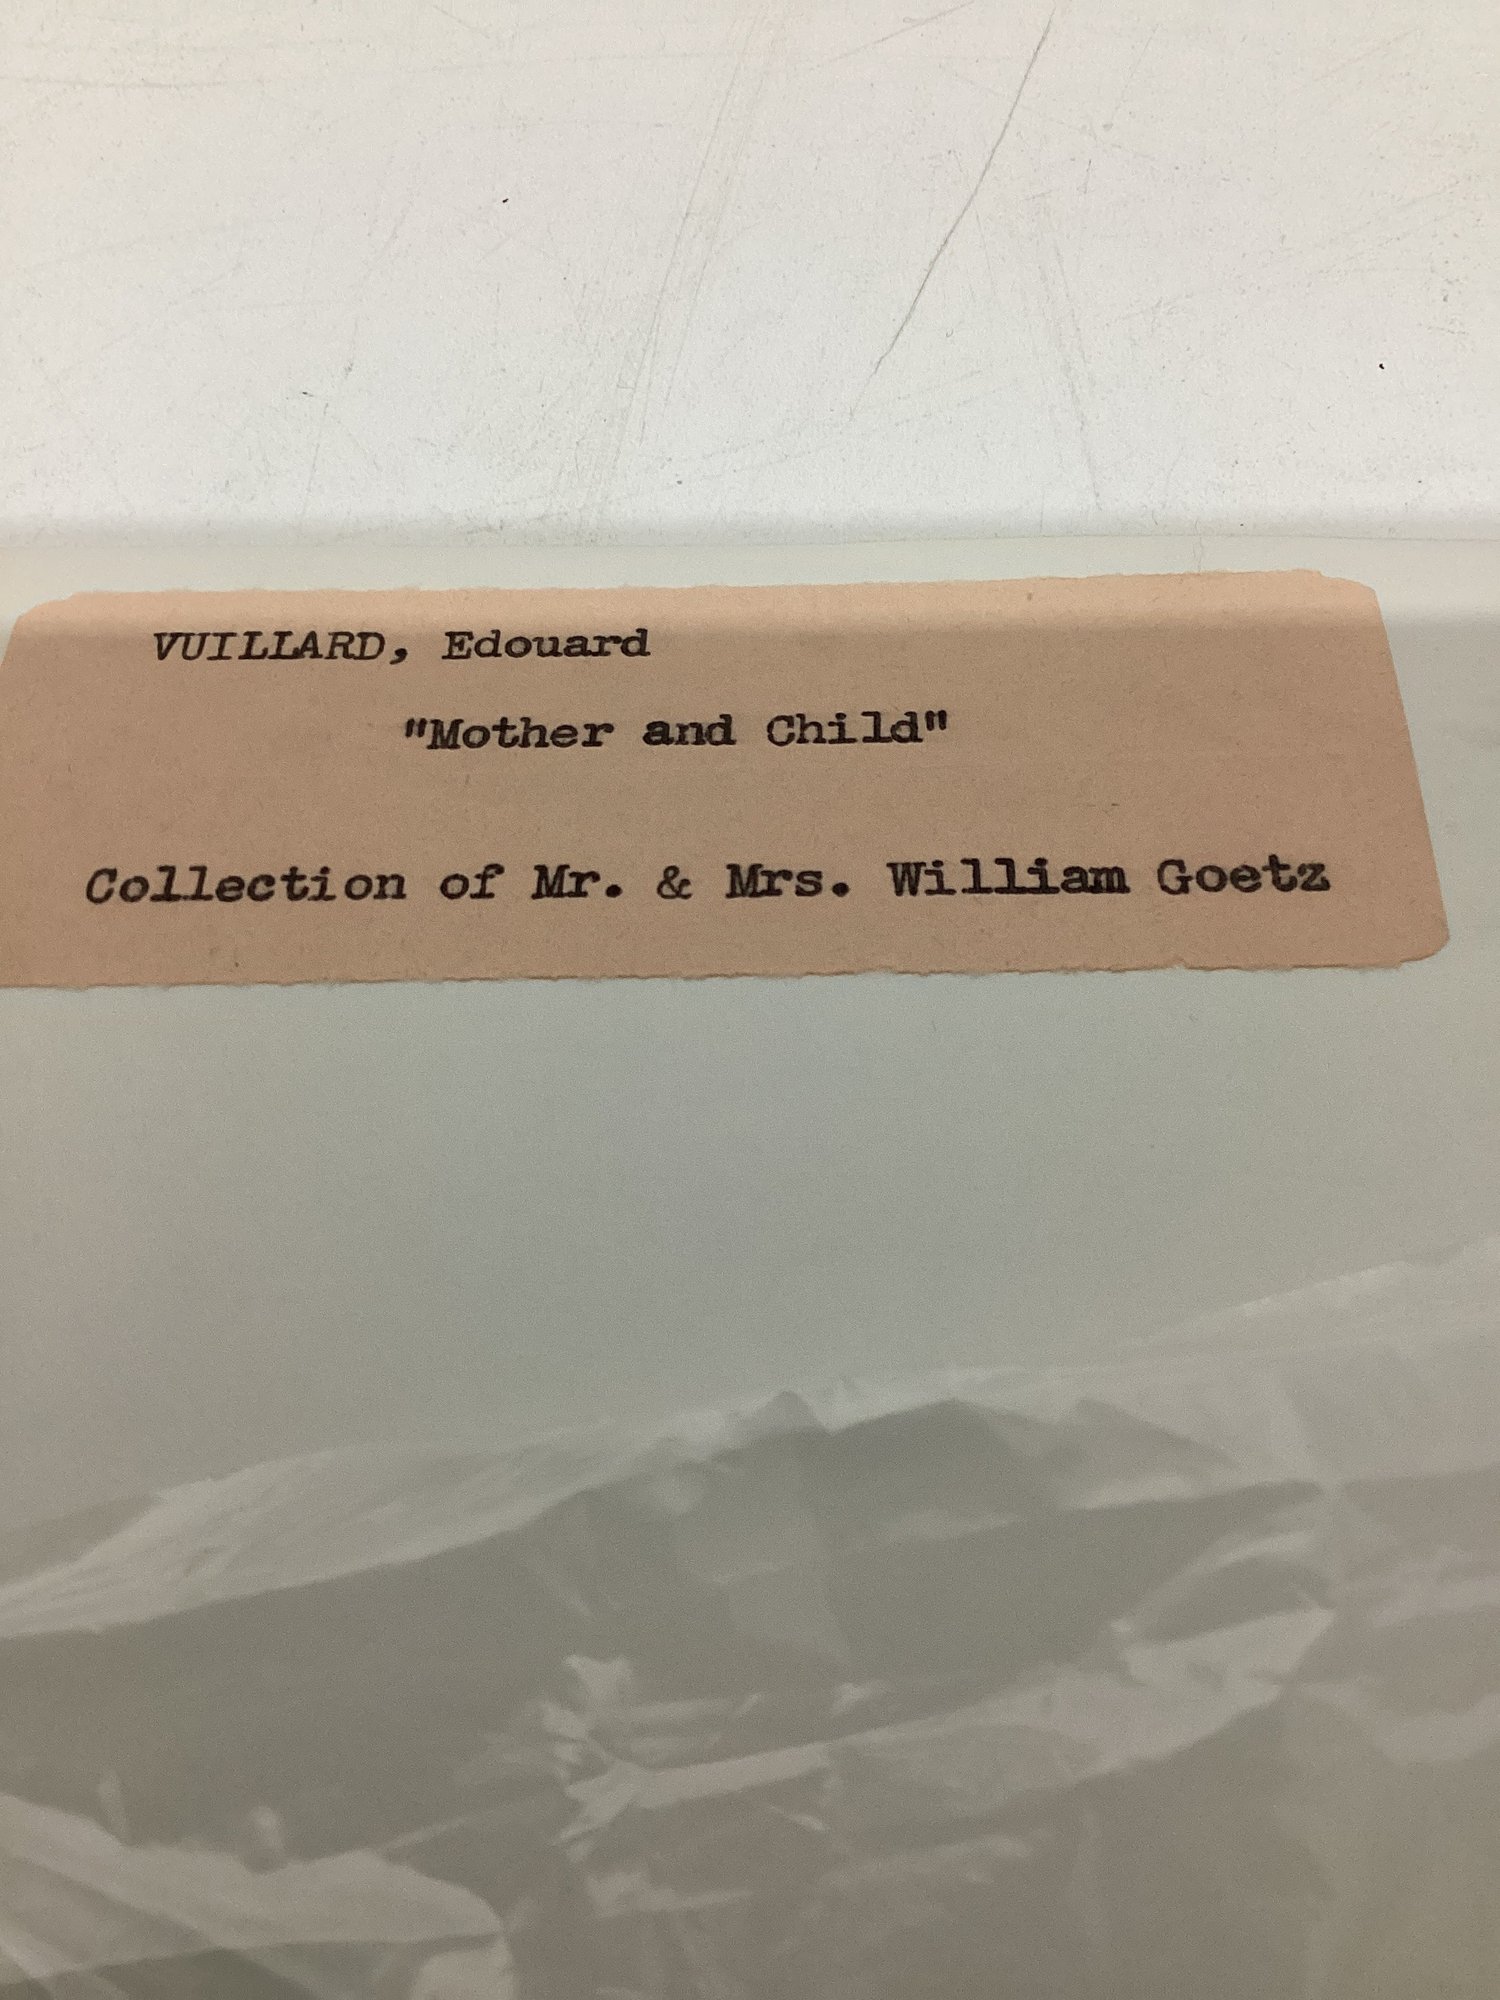 VUILLARD, Edouard
"Mother and Child"
Collection of Mr. & Mrs. William Goetz